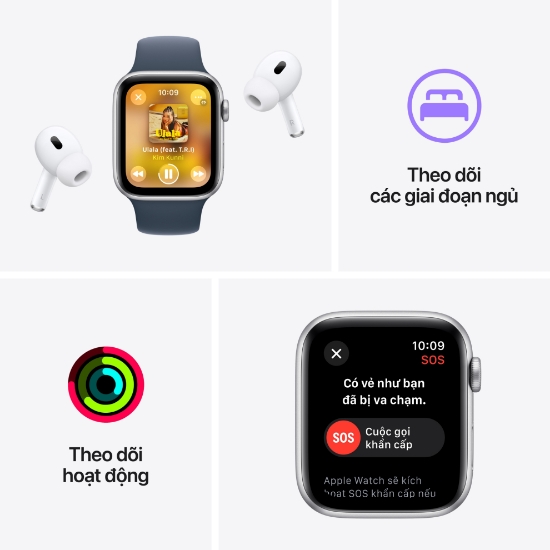 10:09
Ulala
Ulala (feat. T.R.I)
Kim Kunni
Theo dõi
các giai đoạn ngủ
Theo dõi
hoạt động
10:09
SOS
Có vẻ như bạn
đã bị va chạm.
SOS
Cuộc gọi
khẩn cấp
Apple Watch sẽ kích
hoạt SOS khẩn cấp nếu